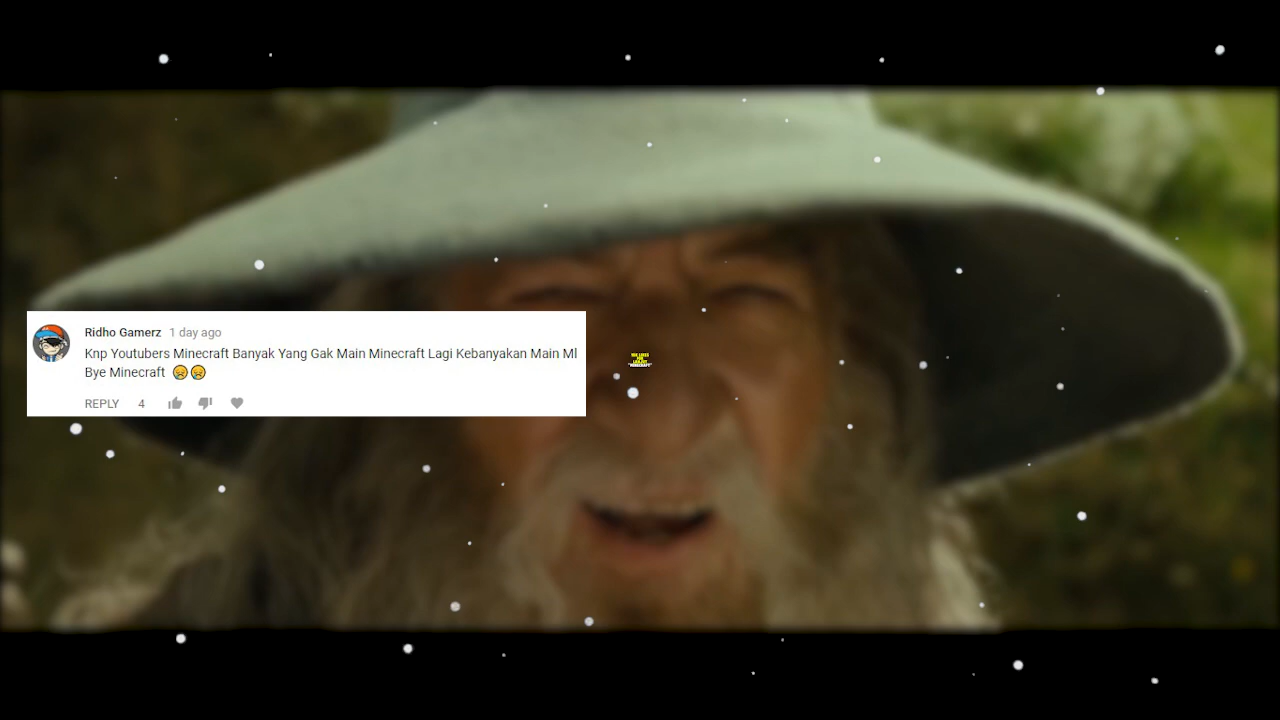 Ridho Gamerz 1 day ago
Knp Youtubers Minecraft Banyak Yang Gak Main Minecraft Lagi Kebanyakan Main Ml
Bye Minecraft 😭😭
REPLY 4
"MINECRAFT"